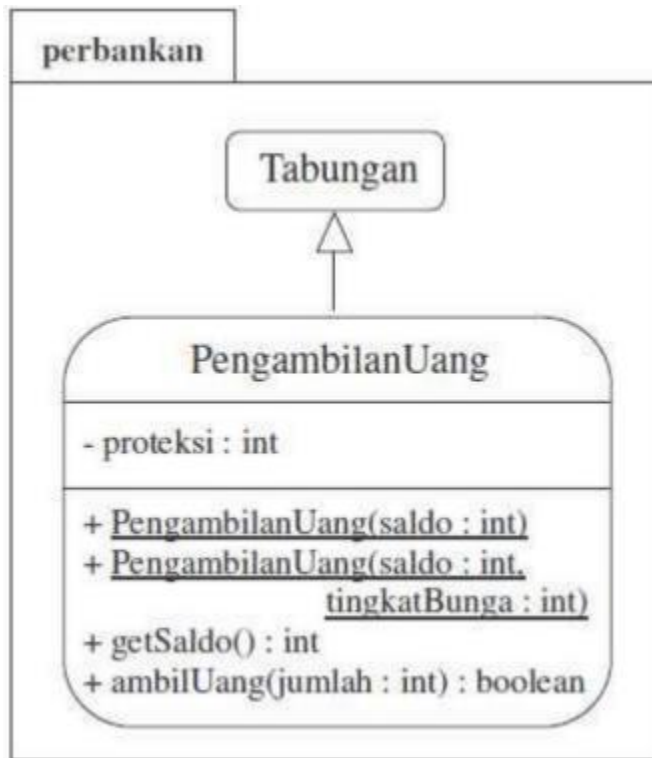 perbankan
Tabungan
PengambilanUang
- proteksi : int
+ PengambilanUang(saldo : int)
+ PengambilanUang(saldo : int,
tingkatBunga : int)
+ getSaldo() : int
+ ambilUang(jumlah : int) : boolean